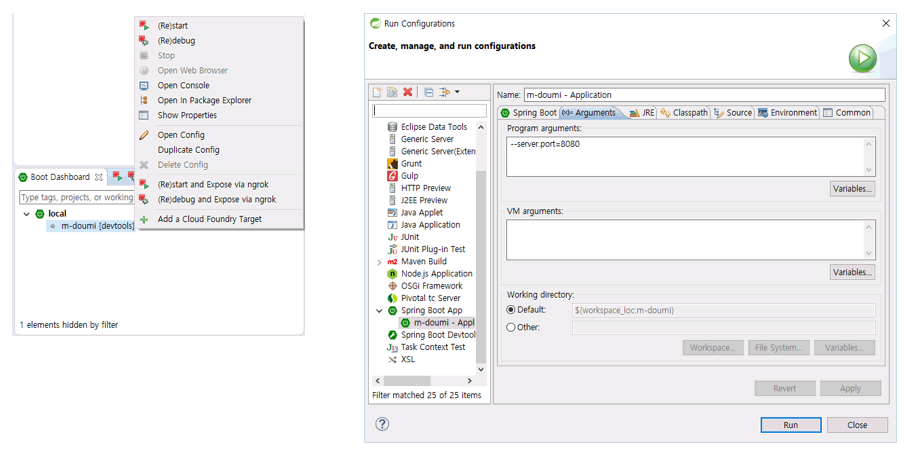 (Re)start
(Re)debug
Stop
Open Web Browser
Open Console
Open in Package Explorer
Show Properties
Open Config
Duplicate Config
Delete Config
(Re)start and Expose via ngrok
(Re)debug and Expose via ngrok
Add a Cloud Foundry Target
Boot Dashboard
Type tags, projects, or working
local
m-doumi [devtools]
1 elements hidden by filter
Run Configurations
Create, manage, and run configurations
Eclipse Data Tools
Generic Server
Generic Server(Exten
Grunt
Gulp
HTTP Preview
J2EE Preview
Java Applet
Java Application
JUnit
JUnit Plug-in Test
Maven Build
Node.js Application
OSGi Framework
Pivotal tc Server
Spring Boot App
m-doumi - Appl
Spring Boot Devtool
Task Context Test
XSL
Filter matched 25 of 25 items
Name: m-doumi - Application
Spring Boot Arguments JRE Classpath Source Environment Common
Program arguments:
--server.port=8080
Variables...
VM arguments:
Variables...
Working directory:
Default: ${workspace_loc:m-doumi}
Other:
Workspace... File System... Variables...
Revert Apply
Run Close